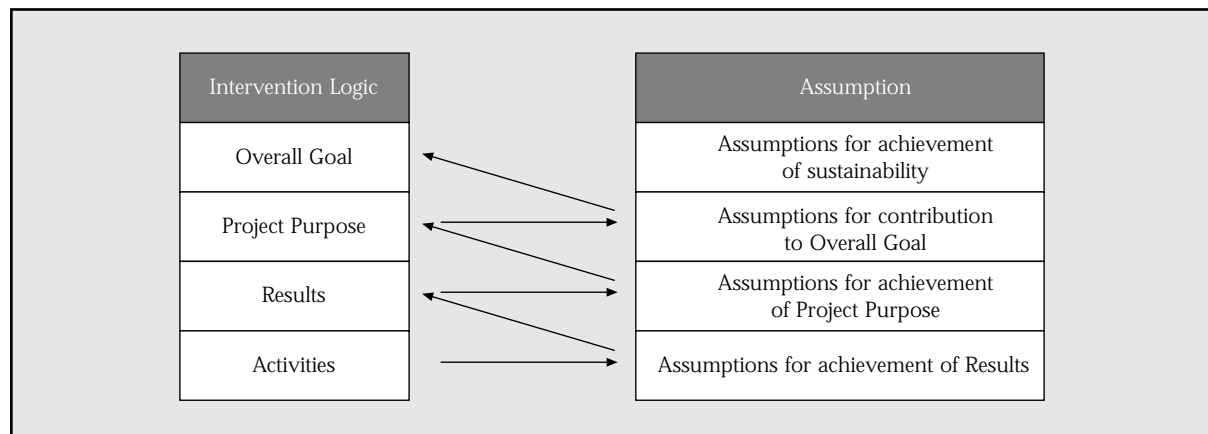 Intervention Logic
Assumption
Overall Goal
Assumptions for achievement
of sustainability
Project Purpose
Assumptions for contribution
to Overall Goal
Results
Assumptions for achievement
of Project Purpose
Activities
Assumptions for achievement of Results